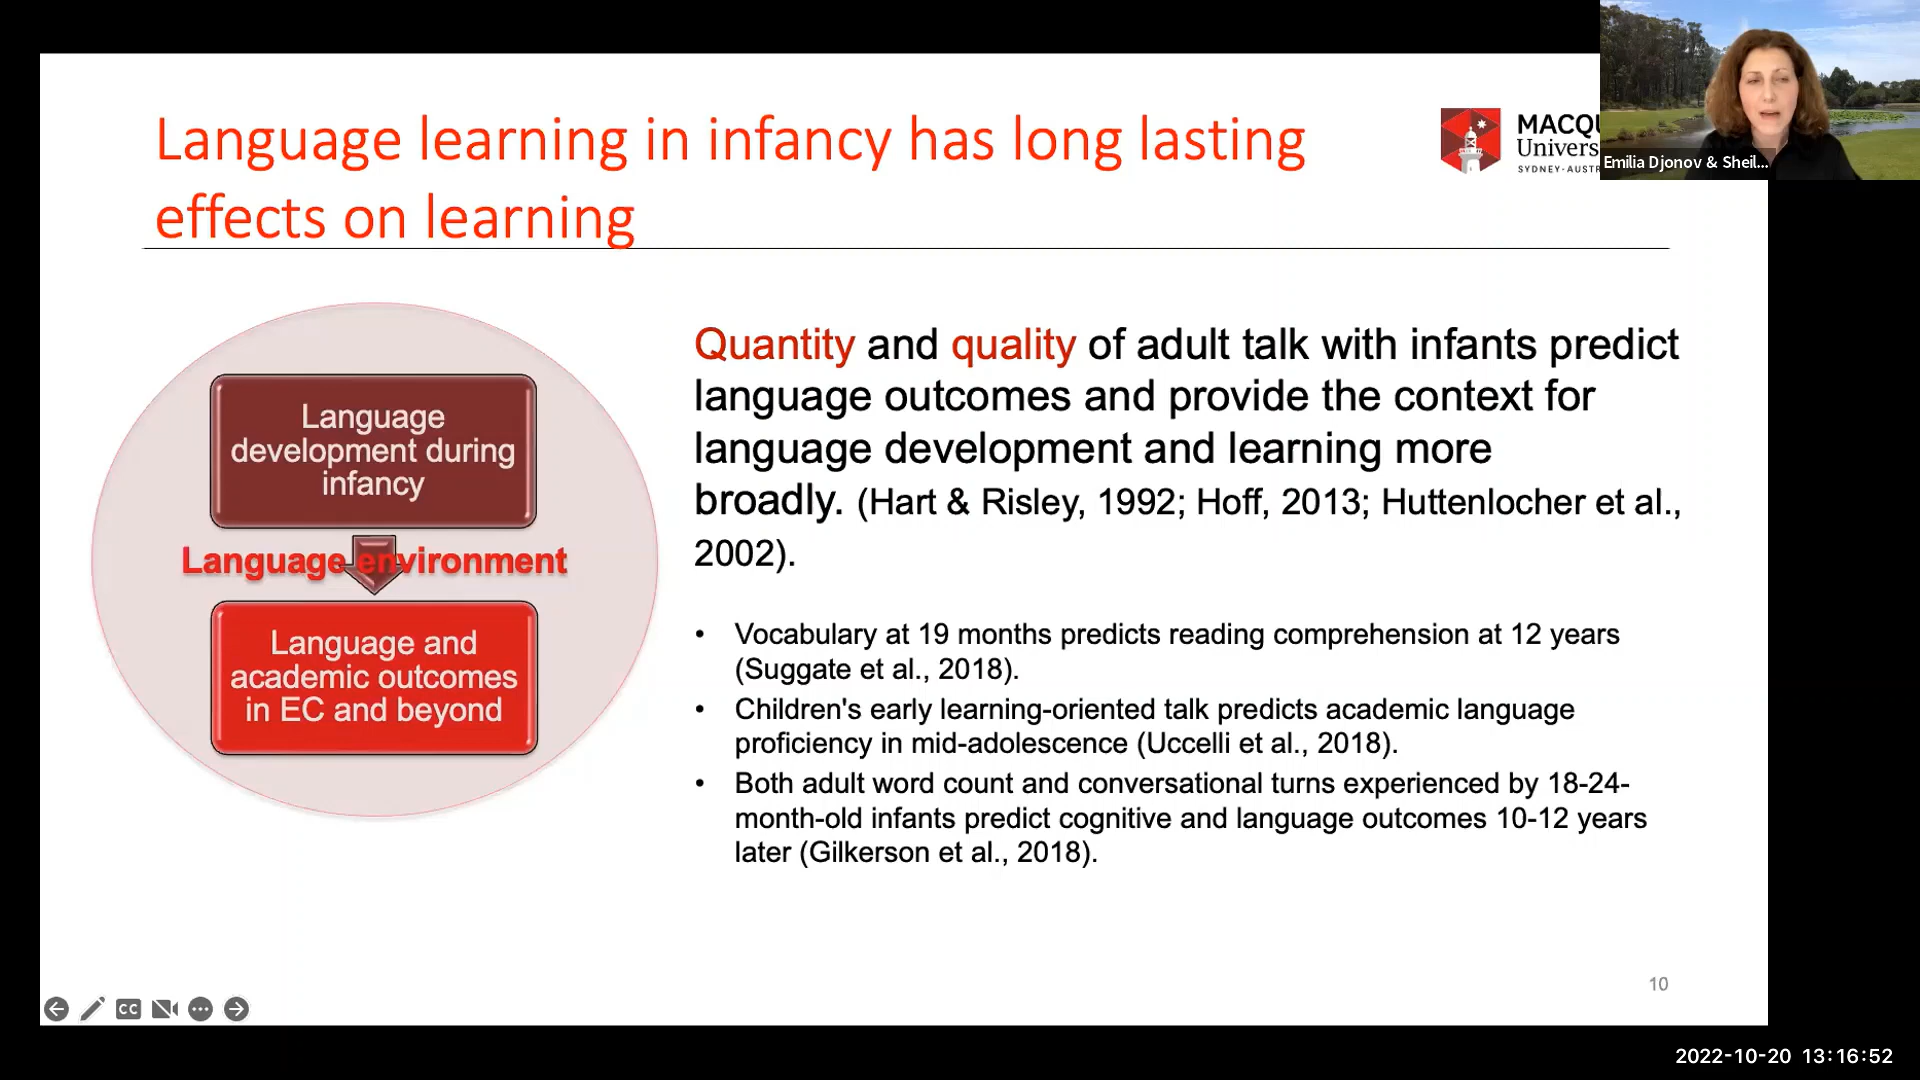 Language learning in infancy has long lasting
effects on learning
MACQU
Univers
SYDNEY·AUSTR
Emilia Djonov & Sheil...
Language
development during
infancy
Language environment
Language and
academic outcomes
in EC and beyond
Quantity and quality of adult talk with infants predict
language outcomes and provide the context for
language development and learning more
broadly. (Hart & Risley, 1992; Hoff, 2013; Huttenlocher et al.,
2002).
• Vocabulary at 19 months predicts reading comprehension at 12 years
(Suggate et al., 2018).
• Children's early learning-oriented talk predicts academic language
proficiency in mid-adolescence (Uccelli et al., 2018).
• Both adult word count and conversational turns experienced by 18-24-
month-old infants predict cognitive and language outcomes 10-12 years
later (Gilkerson et al., 2018).
10
CC
2022-10-20 13:16:52